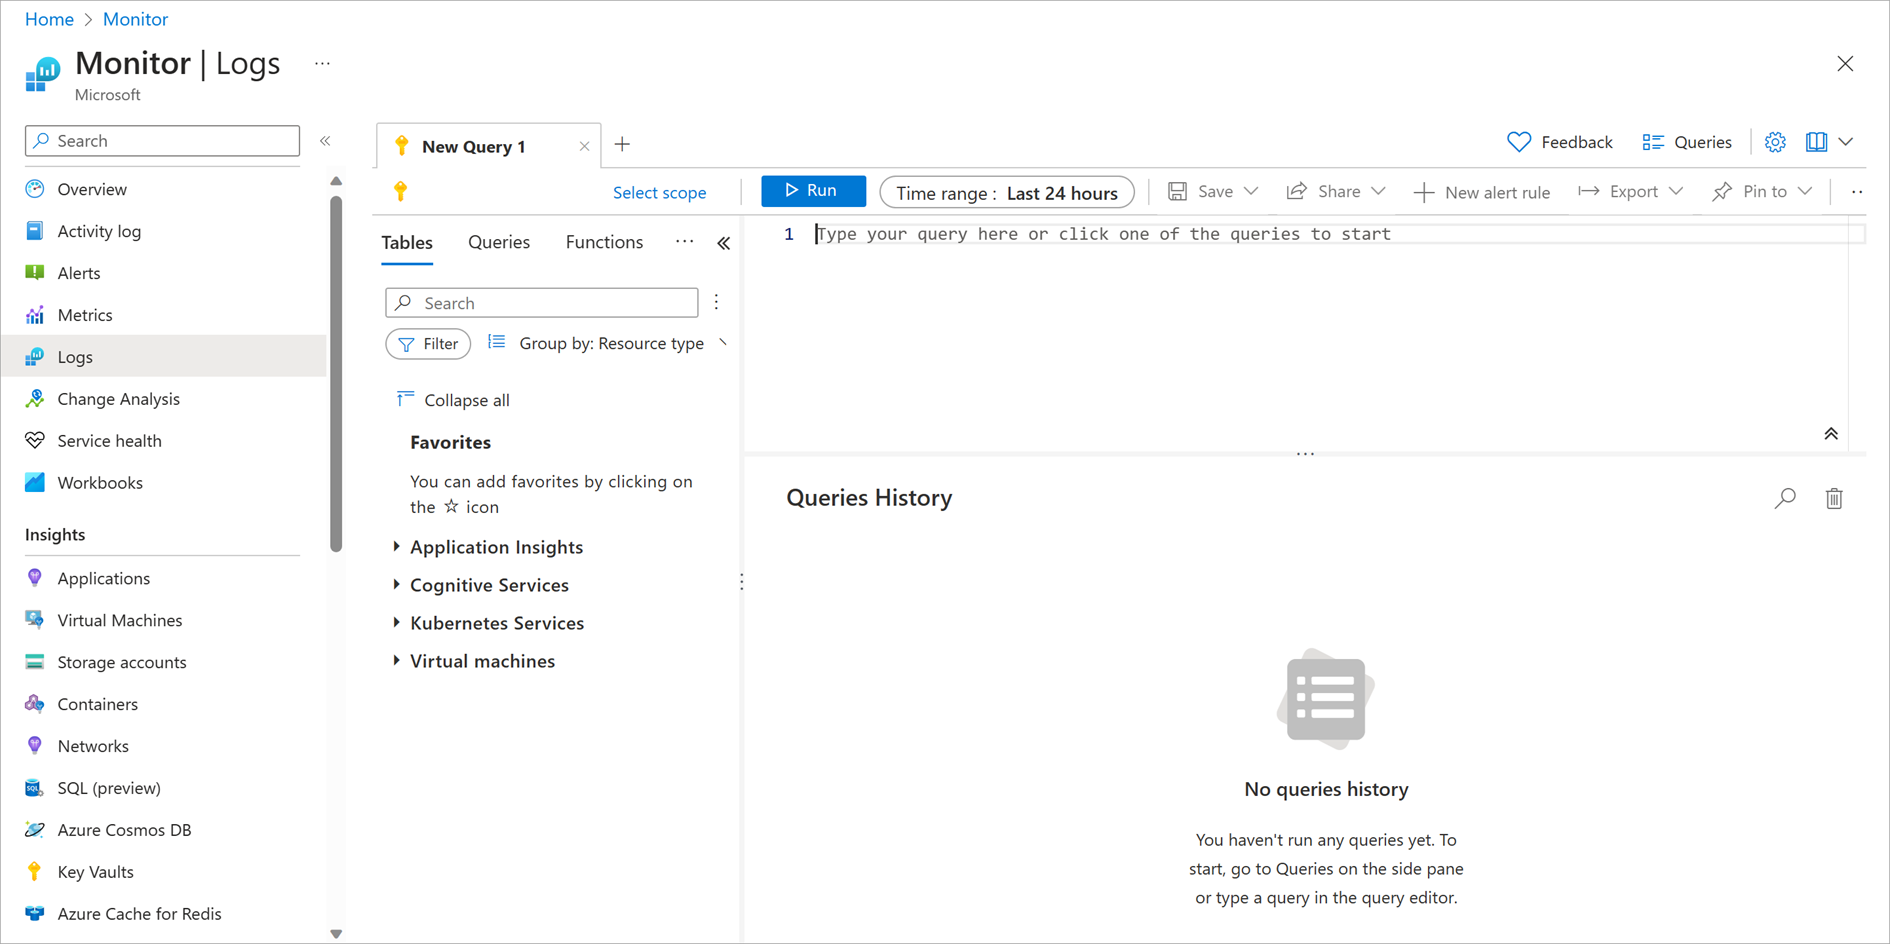 Home > Monitor
Monitor | Logs ...
Microsoft
Search
Overview
Activity log
Alerts
Metrics
Logs
Change Analysis
Service health
Workbooks
Insights
Applications
Virtual Machines
Storage accounts
Containers
Networks
SQL (preview)
Azure Cosmos DB
Key Vaults
Azure Cache for Redis
New Query 1
Feedback
Queries
Select scope
Run
Time range : Last 24 hours
Save
Share
New alert rule
Export
Pin to
Tables
Queries
Functions
Search
Filter
Group by: Resource type
Collapse all
Favorites
You can add favorites by clicking on
the ☆ icon
Application Insights
Cognitive Services
Kubernetes Services
Virtual machines
1 Type your query here or click one of the queries to start
Queries History
No queries history
You haven't run any queries yet. To
start, go to Queries on the side pane
or type a query in the query editor.